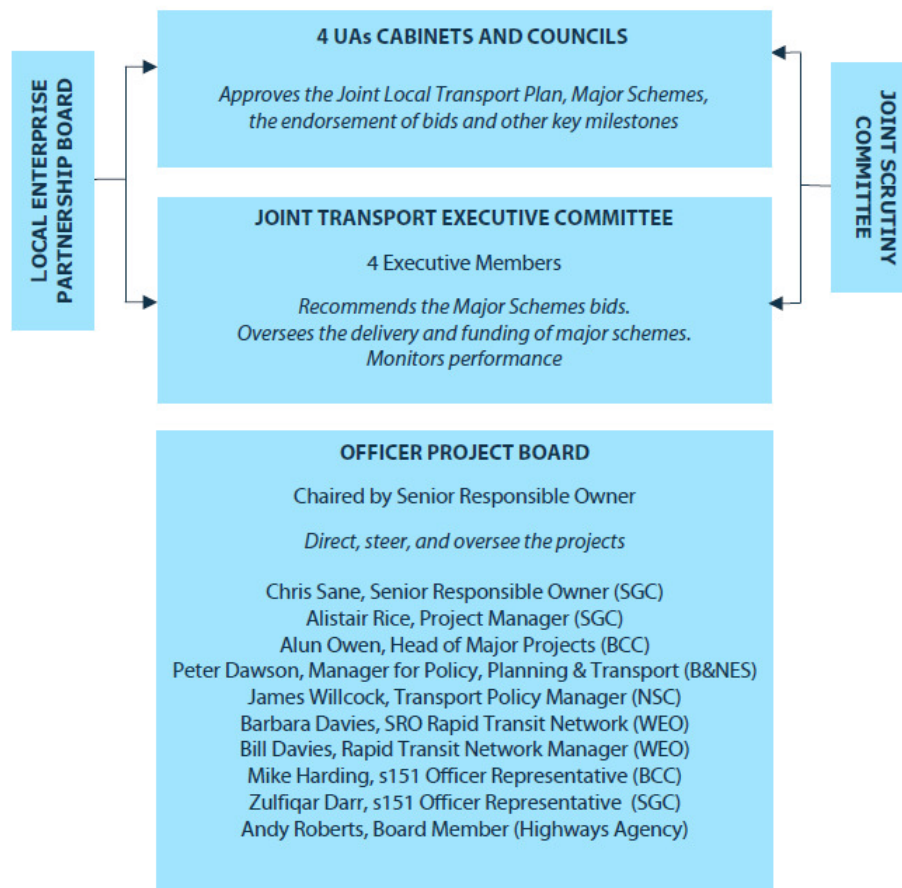 4 UAs CABINETS AND COUNCILS
Approves the Joint Local Transport Plan, Major Schemes,
the endorsement of bids and other key milestones
LOCAL ENTERPRISE
PARTNERSHIP BOARD
JOINT SCRUTINY
COMMITTEE
JOINT TRANSPORT EXECUTIVE COMMITTEE
4 Executive Members
Recommends the Major Schemes bids.
Oversees the delivery and funding of major schemes.
Monitors performance
OFFICER PROJECT BOARD
Chaired by Senior Responsible Owner
Direct, steer, and oversee the projects
Chris Sane, Senior Responsible Owner (SGC)
Alistair Rice, Project Manager (SGC)
Alun Owen, Head of Major Projects (BCC)
Peter Dawson, Manager for Policy, Planning & Transport (B&NES)
James Willcock, Transport Policy Manager (NSC)
Barbara Davies, SRO Rapid Transit Network (WEO)
Bill Davies, Rapid Transit Network Manager (WEO)
Mike Harding, s151 Officer Representative (BCC)
Zulfiqar Darr, s151 Officer Representative (SGC)
Andy Roberts, Board Member (Highways Agency)